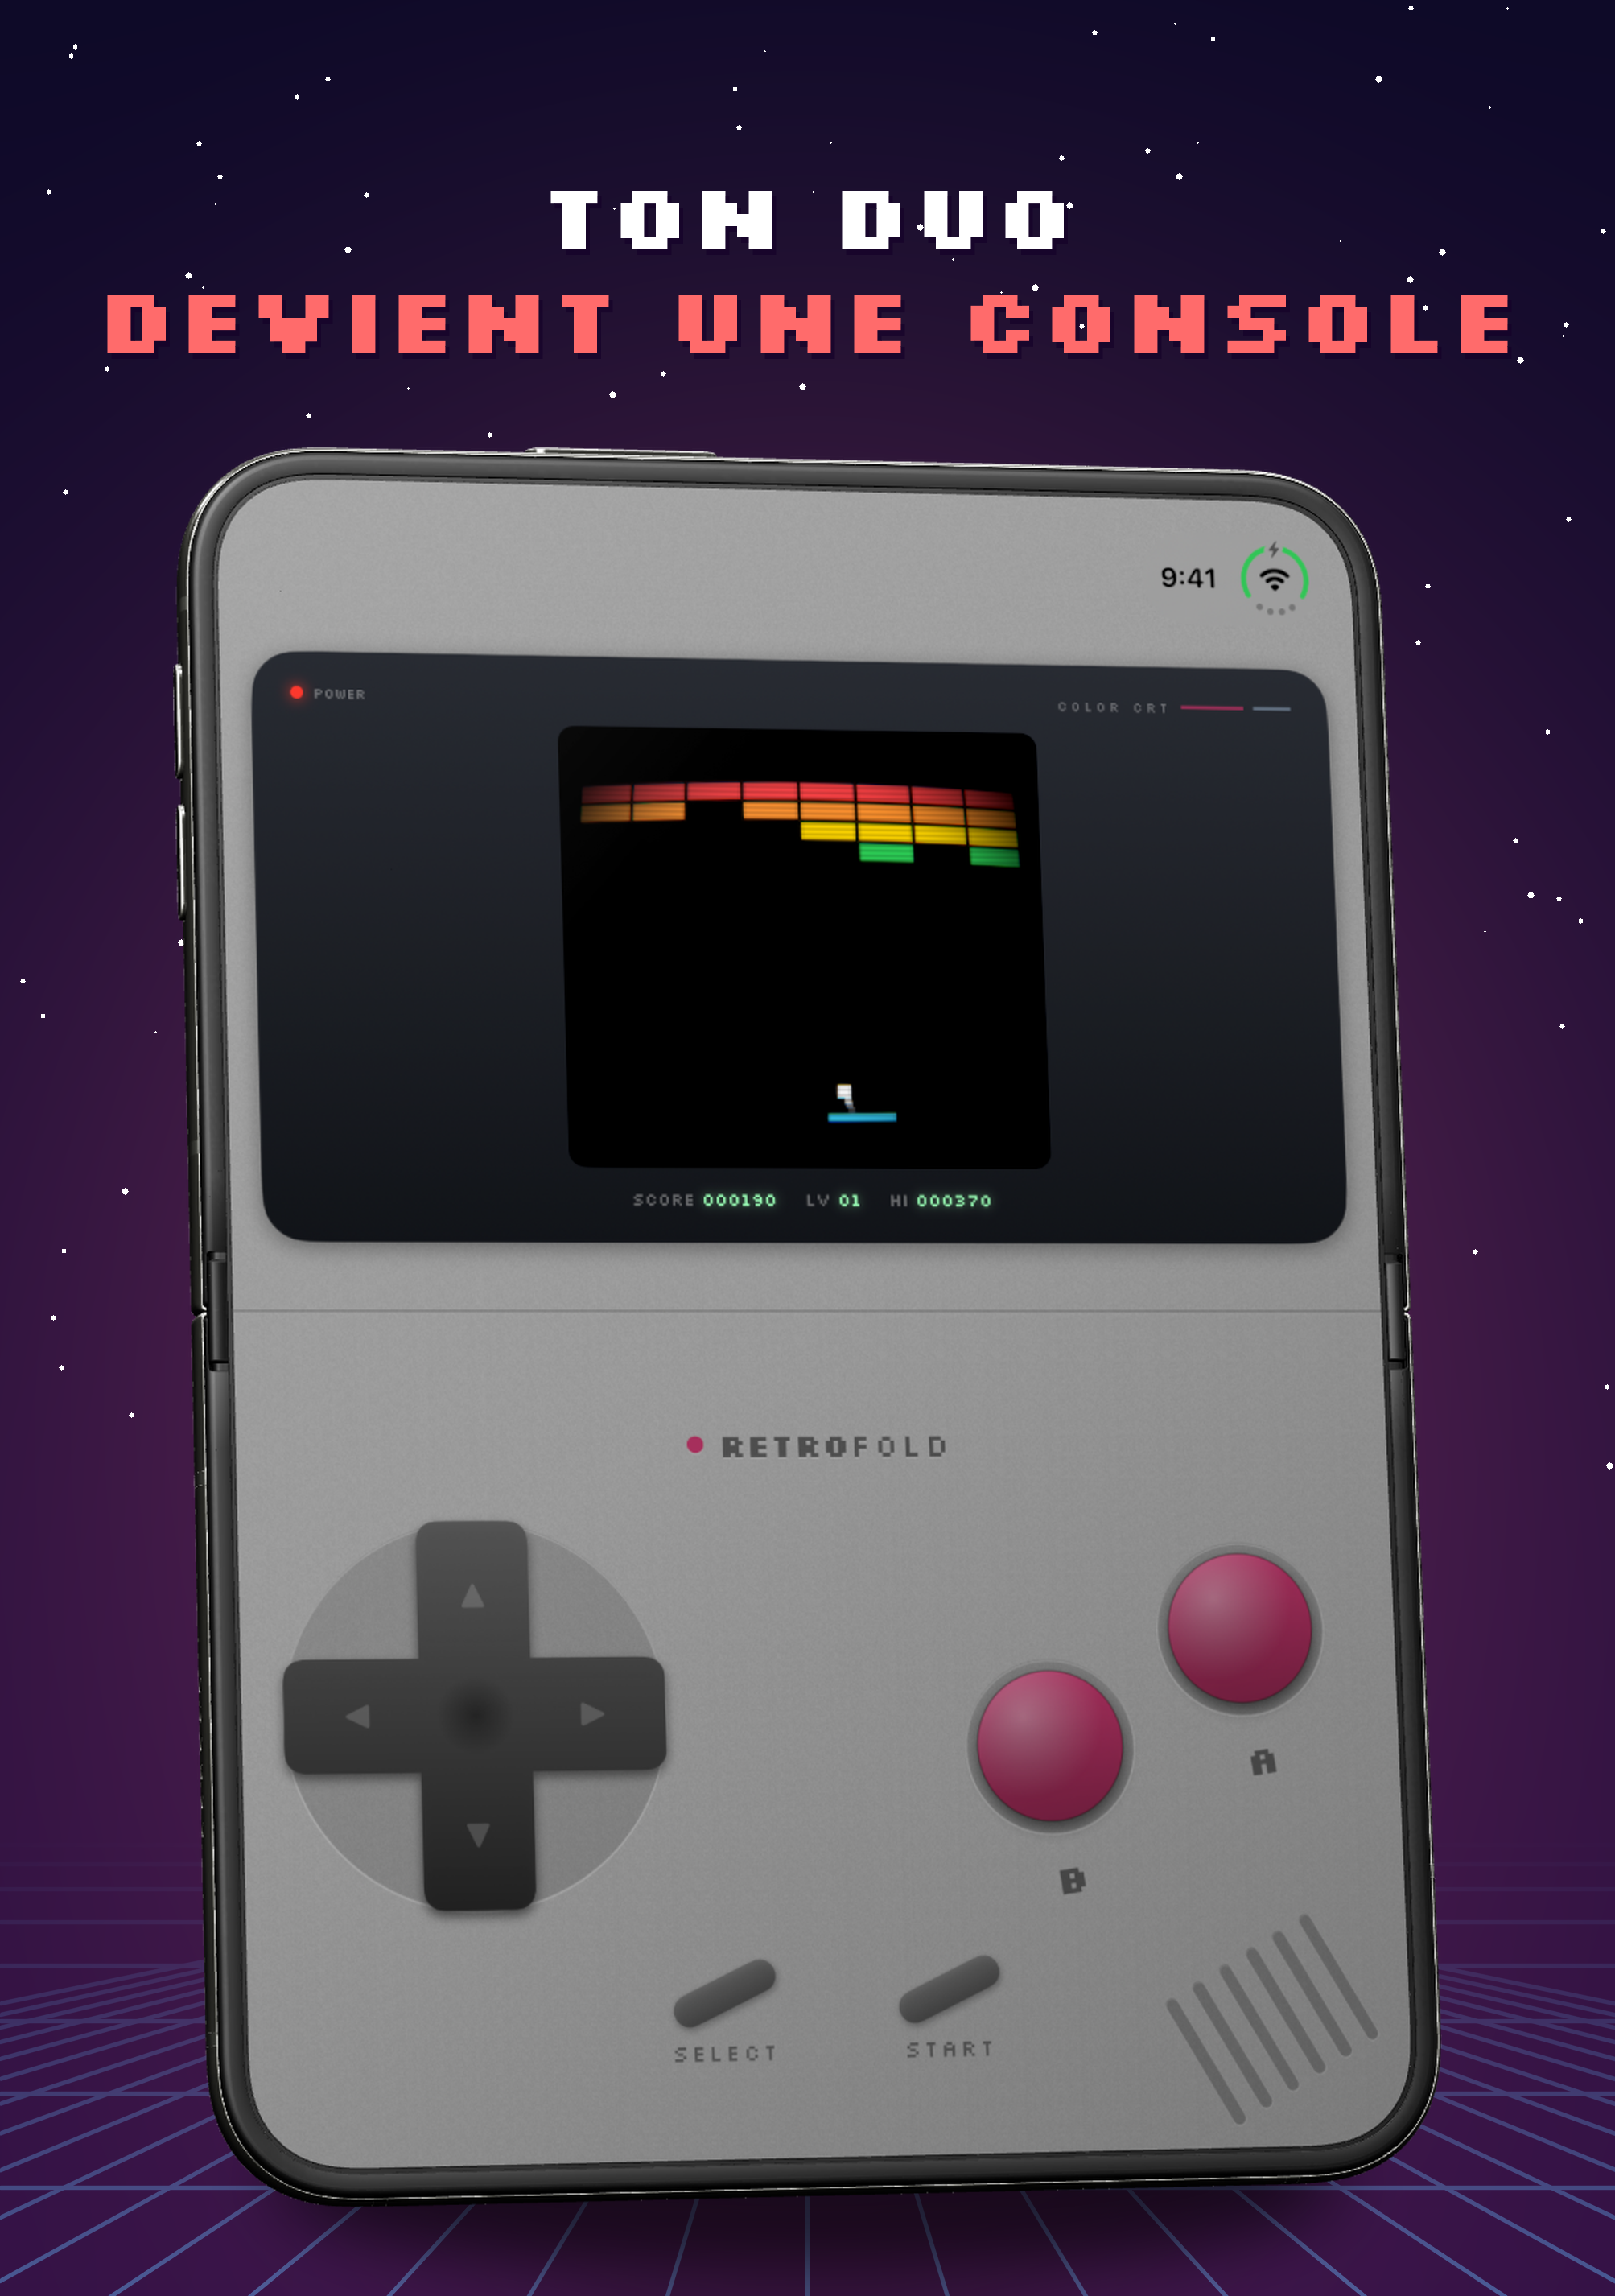 TON DUO
DEVIENT UNE CONSOLE
9:41
POWER
COLOR CRT
SCORE 000190 LV 01 HI 000370
RETROFOLD
A
B
SELECT
START